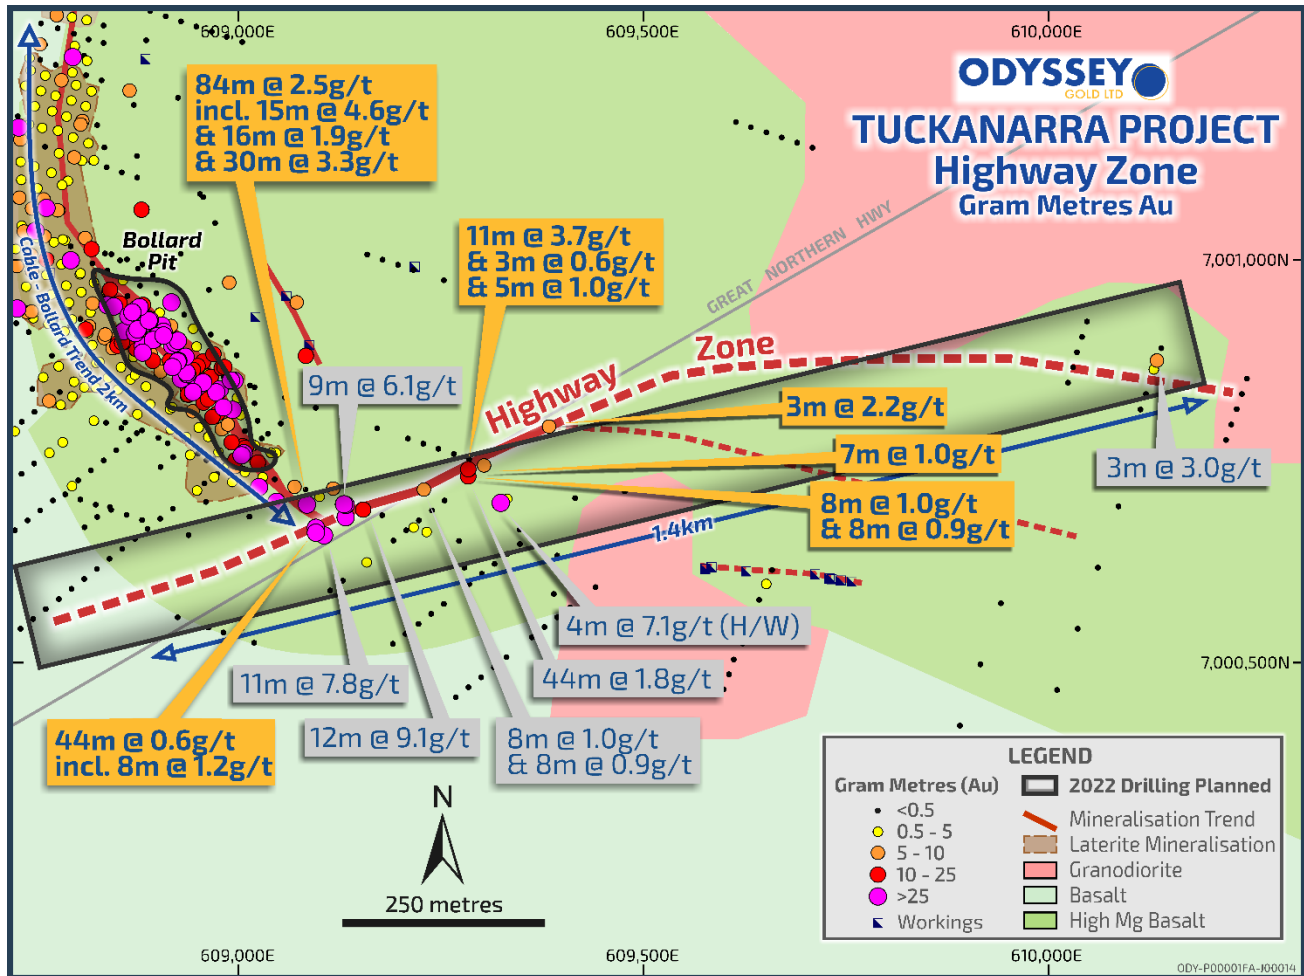 609,000E
609,500E
610,000E
ODYSSEY
GOLD LTD
TUCKANARRA PROJECT
Highway Zone
Gram Metres Au
84m @ 2.5g/t
incl. 15m @ 4.6g/t
& 16m @ 1.9g/t
& 30m @ 3.3g/t
Bollard
Pit
11m @ 3.7g/t
& 3m @ 0.6g/t
& 5m @ 1.0g/t
GREAT NORTHERN HWY
7,001,000N
Cable - Bollard Trend 2km
9m @ 6.1g/t
Highway Zone
3m @ 2.2g/t
7m @ 1.0g/t
3m @ 3.0g/t
8m @ 1.0g/t
& 8m @ 0.9g/t
1.4km
4m @ 7.1g/t (H/W)
7,000,500N
11m @ 7.8g/t
44m @ 1.8g/t
44m @ 0.6g/t
incl. 8m @ 1.2g/t
12m @ 9.1g/t
8m @ 1.0g/t
& 8m @ 0.9g/t
N
250 metres
LEGEND
Gram Metres (Au)
<0.5
0.5 - 5
5 - 10
10 - 25
>25
Workings
2022 Drilling Planned
Mineralisation Trend
Laterite Mineralisation
Granodiorite
Basalt
High Mg Basalt
609,000E
609,500E
610,000E
ODY-P00001FA-J00014